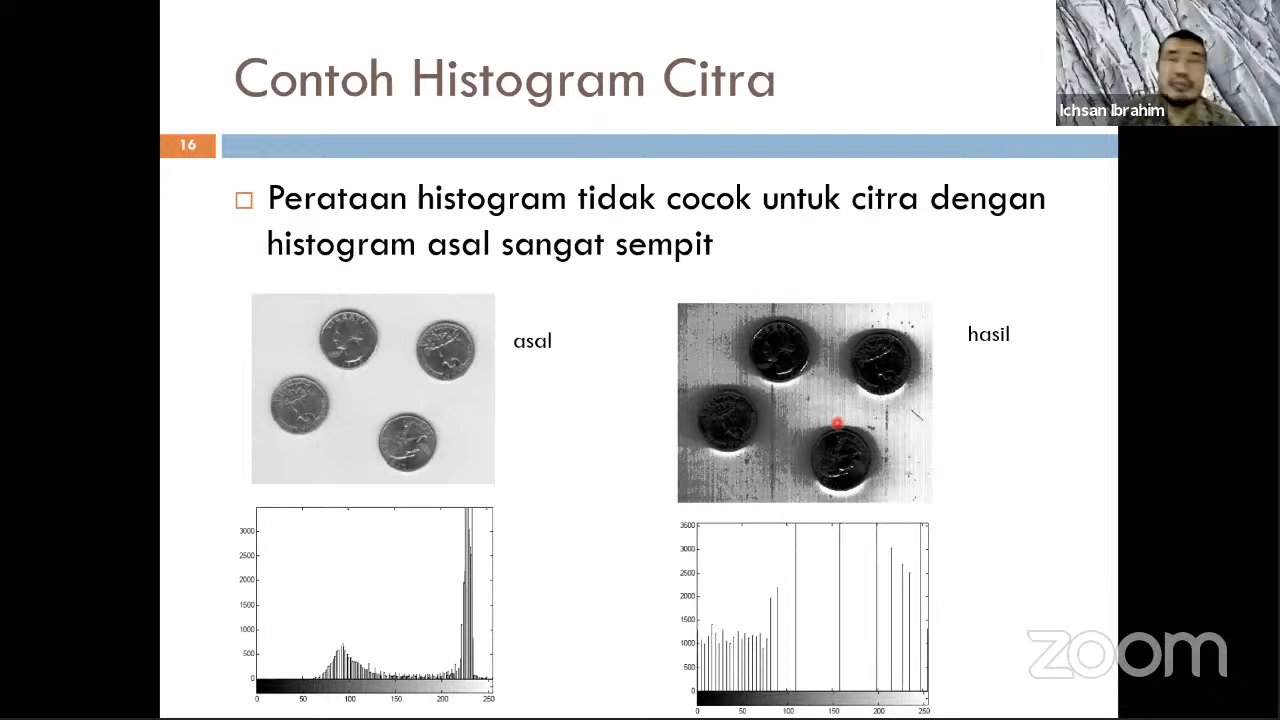 Contoh Histogram Citra
Ichsan Ibrahim
16
Perataan histogram tidak cocok untuk citra dengan
histogram asal sangat sempit
asal
hasil
LIBERTY
3000
2500
2000
1500
1000
500
0
0 50 100 150 200 250
3500
3000
2500
2000
1500
1000
500
0
0 50 100 150 200 250
zoom